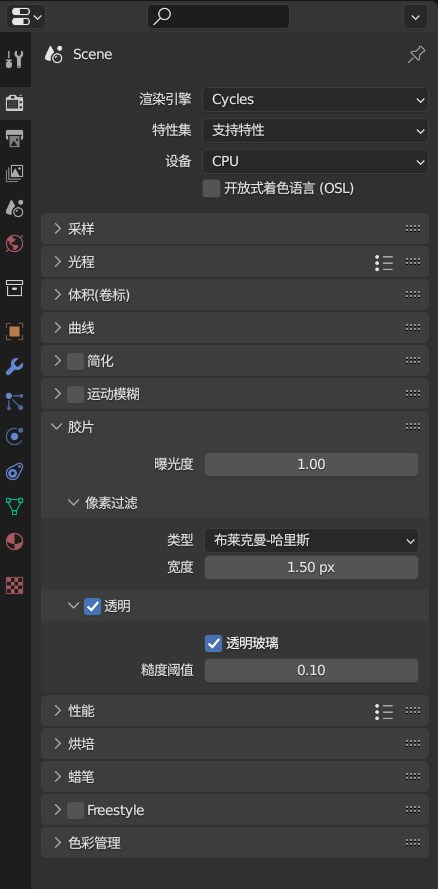 Scene
渲染引擎 Cycles
特性集 支持特性
设备 CPU
开放式着色语言 (OSL)
采样
光程
体积(卷标)
曲线
简化
运动模糊
胶片
曝光度 1.00
像素过滤
类型 布莱克曼-哈里斯
宽度 1.50 px
透明
透明玻璃
糙度阈值 0.10
性能
烘培
蜡笔
Freestyle
色彩管理